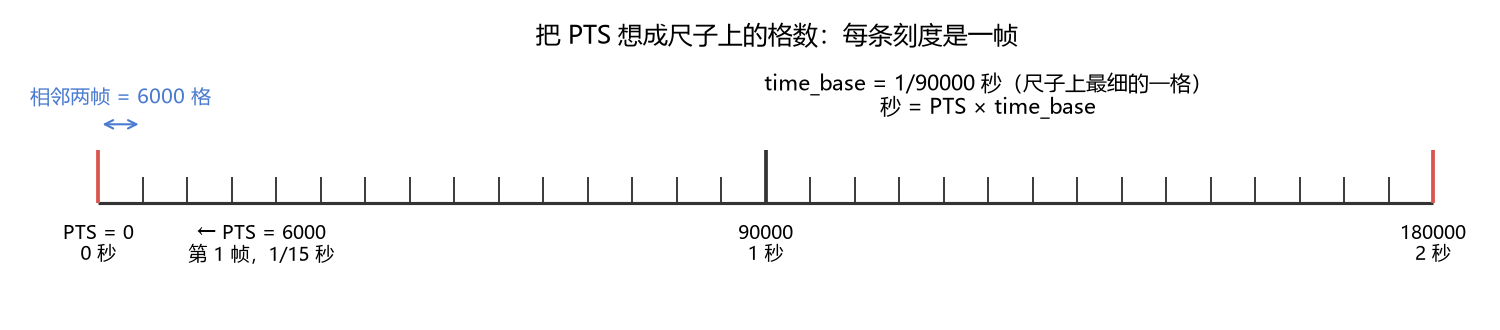 把 PTS 想成尺子上的格数：每条刻度是一帧
time_base = 1/90000 秒（尺子上最细的一格）
秒 = PTS × time_base
相邻两帧 = 6000 格
PTS = 0
0 秒
← PTS = 6000
第 1 帧，1/15 秒
90000
1 秒
180000
2 秒